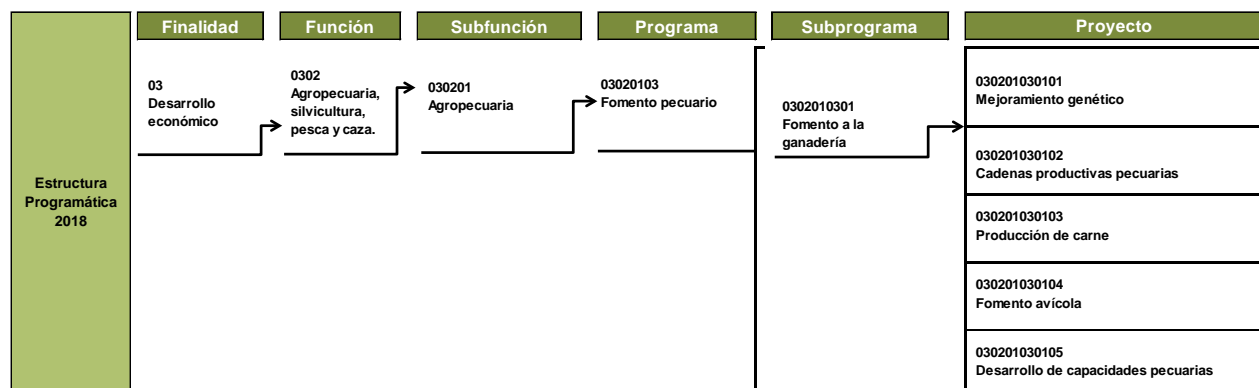 Finalidad
Función
Subfunción
Programa
Subprograma
Proyecto
Estructura
Programática
2018
03
Desarrollo
económico
0302
Agropecuaria,
silvicultura,
pesca y caza.
030201
Agropecuaria
03020103
Fomento pecuario
0302010301
Fomento a la
ganadería
030201030101
Mejoramiento genético
030201030102
Cadenas productivas pecuarias
030201030103
Producción de carne
030201030104
Fomento avícola
030201030105
Desarrollo de capacidades pecuarias